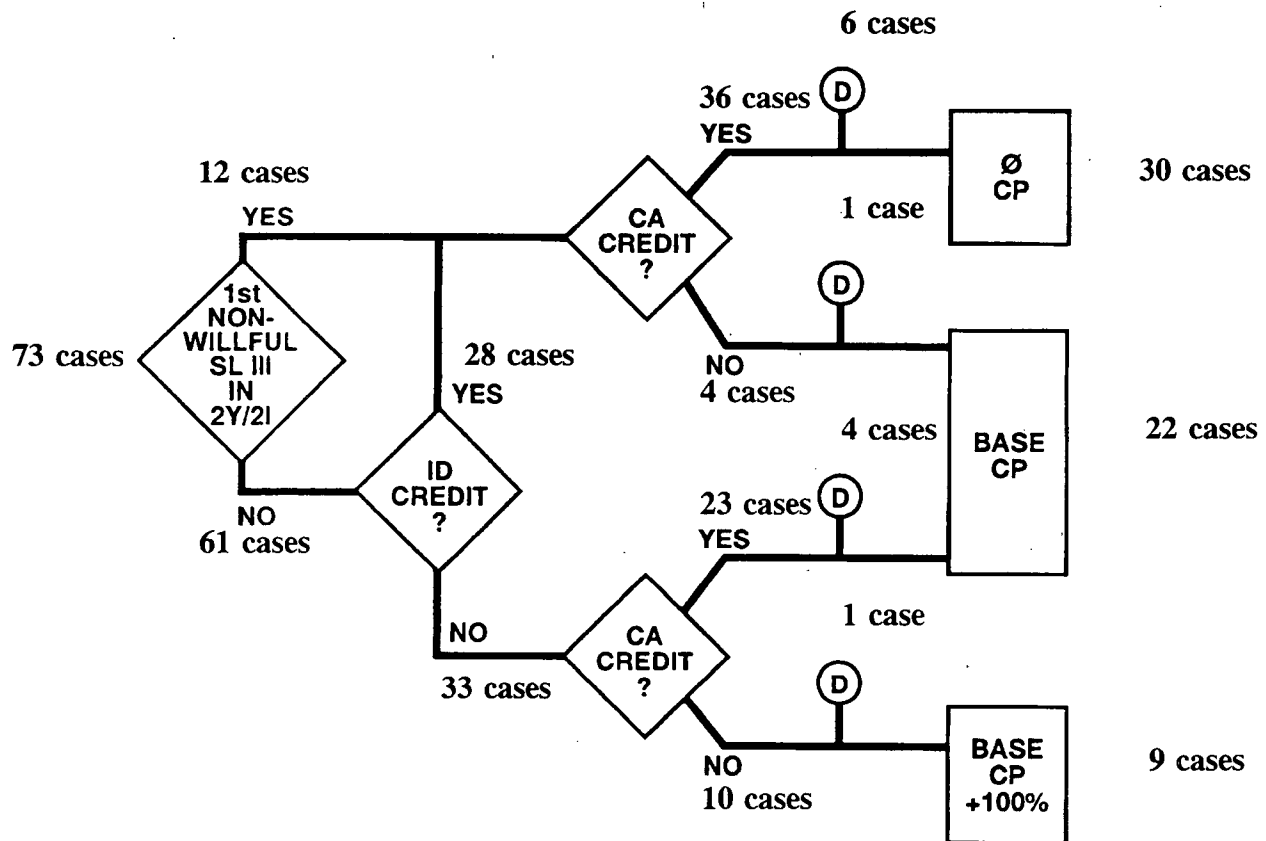 6 cases
D
36 cases
YES
Ø
CP
30 cases
12 cases
YES
CA
CREDIT
?
1 case
D
1st
NON-
WILLFUL
SL III
IN
2Y/2I
73 cases
28 cases
YES
NO
4 cases
4 cases
BASE
CP
22 cases
ID
CREDIT
?
D
23 cases
YES
NO
61 cases
1 case
NO
33 cases
CA
CREDIT
?
D
NO
10 cases
BASE
CP
+100%
9 cases